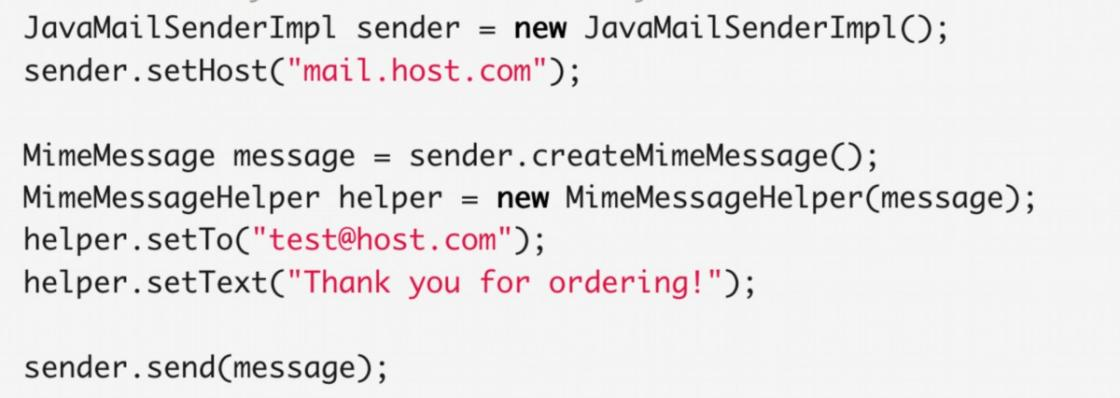 JavaMailSenderImpl sender = new JavaMailSenderImpl();
sender.setHost("mail.host.com");
MimeMessage message = sender.createMimeMessage();
MimeMessageHelper helper = new MimeMessageHelper(message);
helper.setTo("test@host.com");
helper.setText("Thank you for ordering!");
sender.send(message);